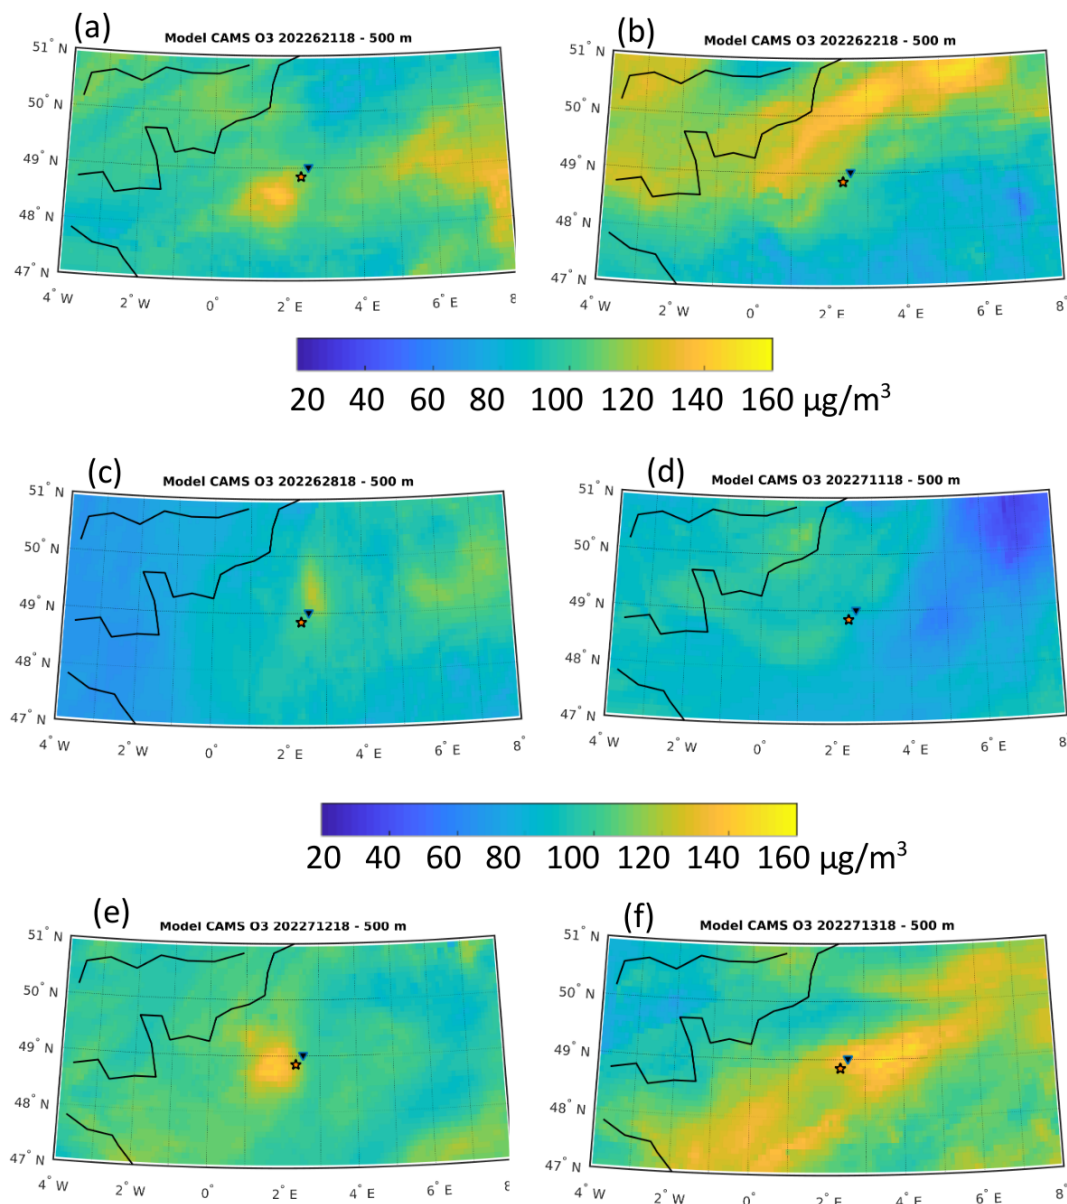 (a)
(b)
Model CAMS O3 202262118 - 500 m
Model CAMS O3 202262218 - 500 m
51° N
50° N
49° N
48° N
47° N
4° W
2° W
0°
2° E
4° E
6° E
8
51° N
50° N
49° N
48° N
47° N
4° W
2° W
0°
2° E
4° E
6° E
8°
20 40 60 80 100 120 140 160 µg/m³
(c)
(d)
Model CAMS O3 202262818 - 500 m
Model CAMS O3 202271118 - 500 m
51° N
50° N
49° N
48° N
47° N
4° W
2° W
0°
2° E
4° E
6° E
8°
51° N
50° N
49° N
48° N
47° N
4° W
2° W
0°
2° E
4° E
6° E
8°
20 40 60 80 100 120 140 160 µg/m³
(e)
(f)
Model CAMS O3 202271218 - 500 m
Model CAMS O3 202271318 - 500 m
51° N
50° N
49° N
48° N
47° N
4° W
2° W
0°
2° E
4° E
6° E
8°
51° N
50° N
49° N
48° N
47° N
4° W
2° W
0°
2° E
4° E
6° E
8°